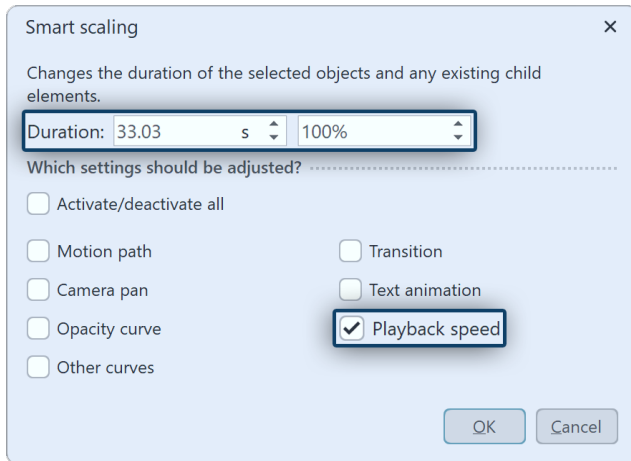 Smart scaling
Changes the duration of the selected objects and any existing child
elements.
Duration: 33.03 s 100%
Which settings should be adjusted?
Activate/deactivate all
Motion path Transition
Camera pan Text animation
Opacity curve Playback speed
Other curves
OK Cancel